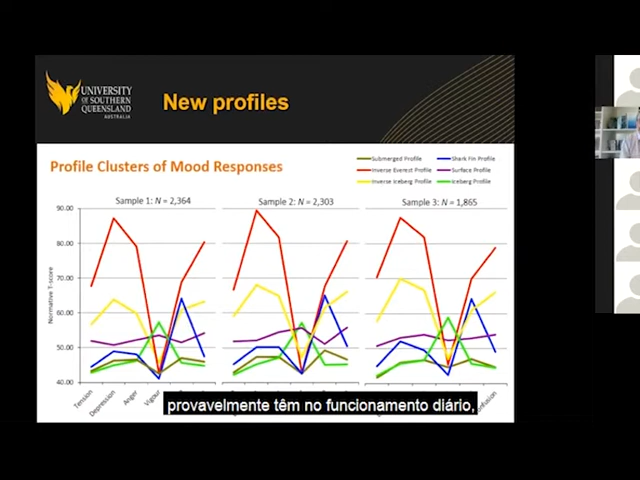 UNIVERSITY
OF SOUTHERN
QUEENSLAND
AUSTRALIA
New profiles
Profile Clusters of Mood Responses
Submerged Profile
Shark Fin Profile
Inverse Everest Profile
Surface Profile
Inverse Iceberg Profile
Iceberg Profile
Sample 1: N = 2,364
Sample 2: N = 2,303
Sample 3: N = 1,865
Normative T-score
90.00
80.00
70.00
60.00
50.00
40.00
Tension
Depression
Anger
Vigour
provavelmente têm no funcionamento diário,